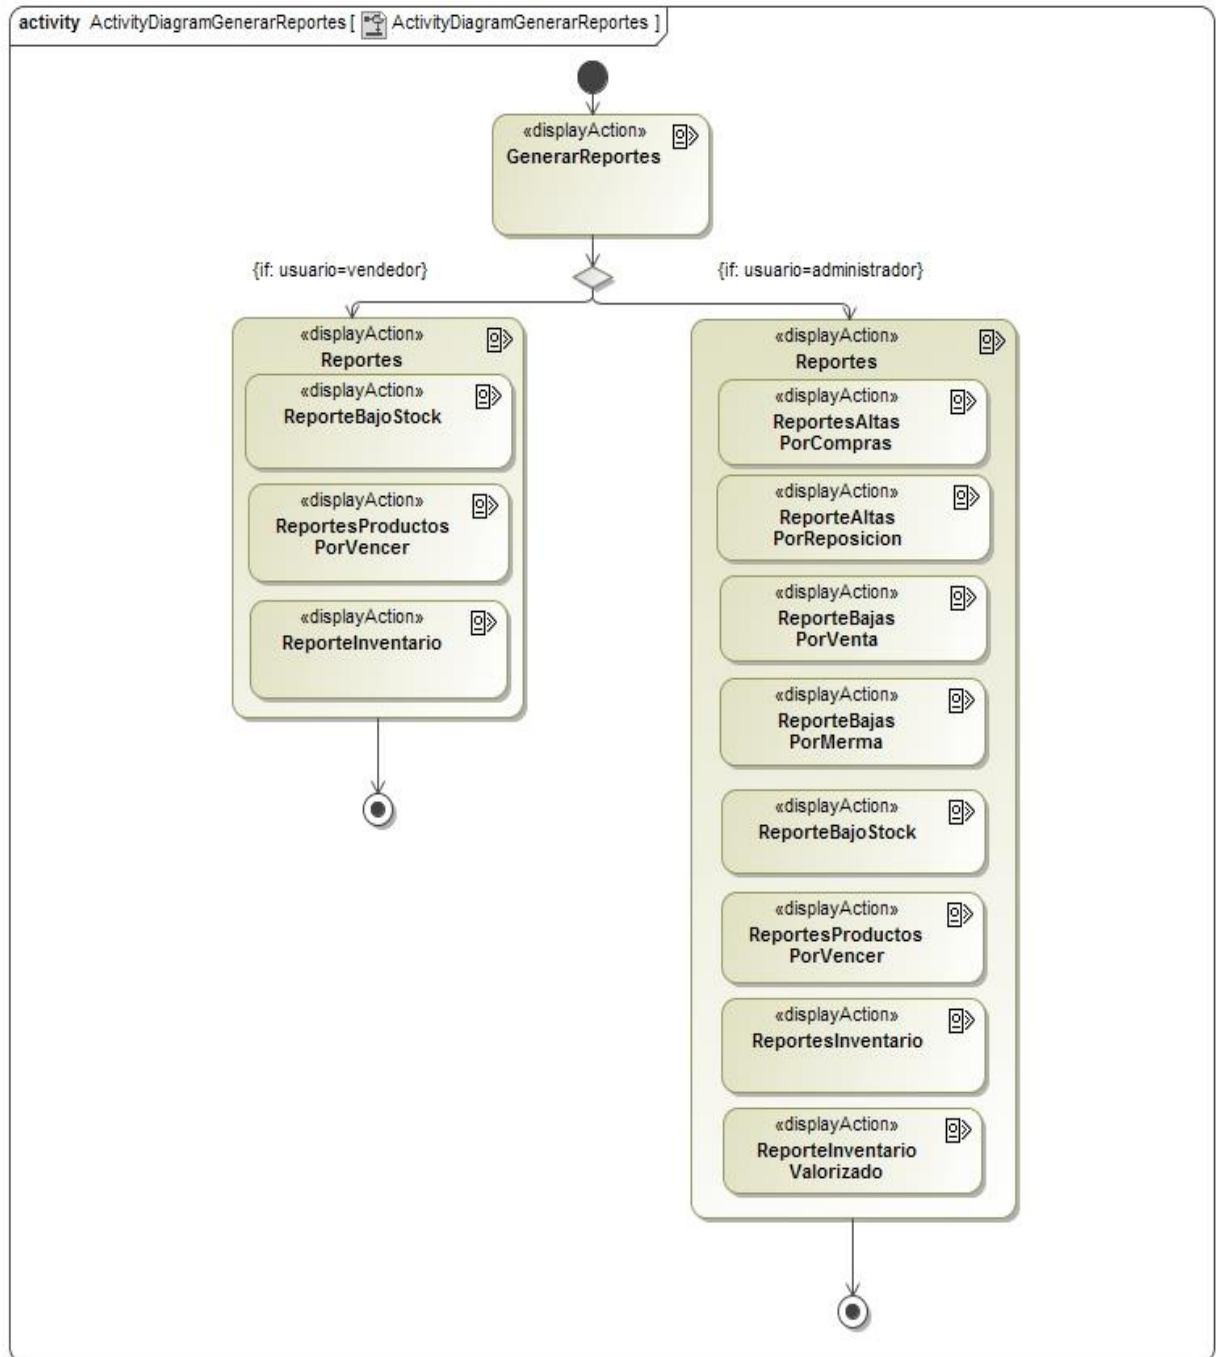 activity ActivityDiagramGenerarReportes [ ActivityDiagramGenerarReportes ]
«displayAction»
GenerarReportes
{if: usuario=vendedor}
{if: usuario=administrador}
«displayAction»
Reportes
«displayAction»
ReporteBajoStock
«displayAction»
ReportesProductos
PorVencer
«displayAction»
ReporteInventario
«displayAction»
Reportes
«displayAction»
ReportesAltas
PorCompras
«displayAction»
ReporteAltas
PorReposicion
«displayAction»
ReporteBajas
PorVenta
«displayAction»
ReporteBajas
PorMerma
«displayAction»
ReporteBajoStock
«displayAction»
ReportesProductos
PorVencer
«displayAction»
ReportesInventario
«displayAction»
ReporteInventario
Valorizado